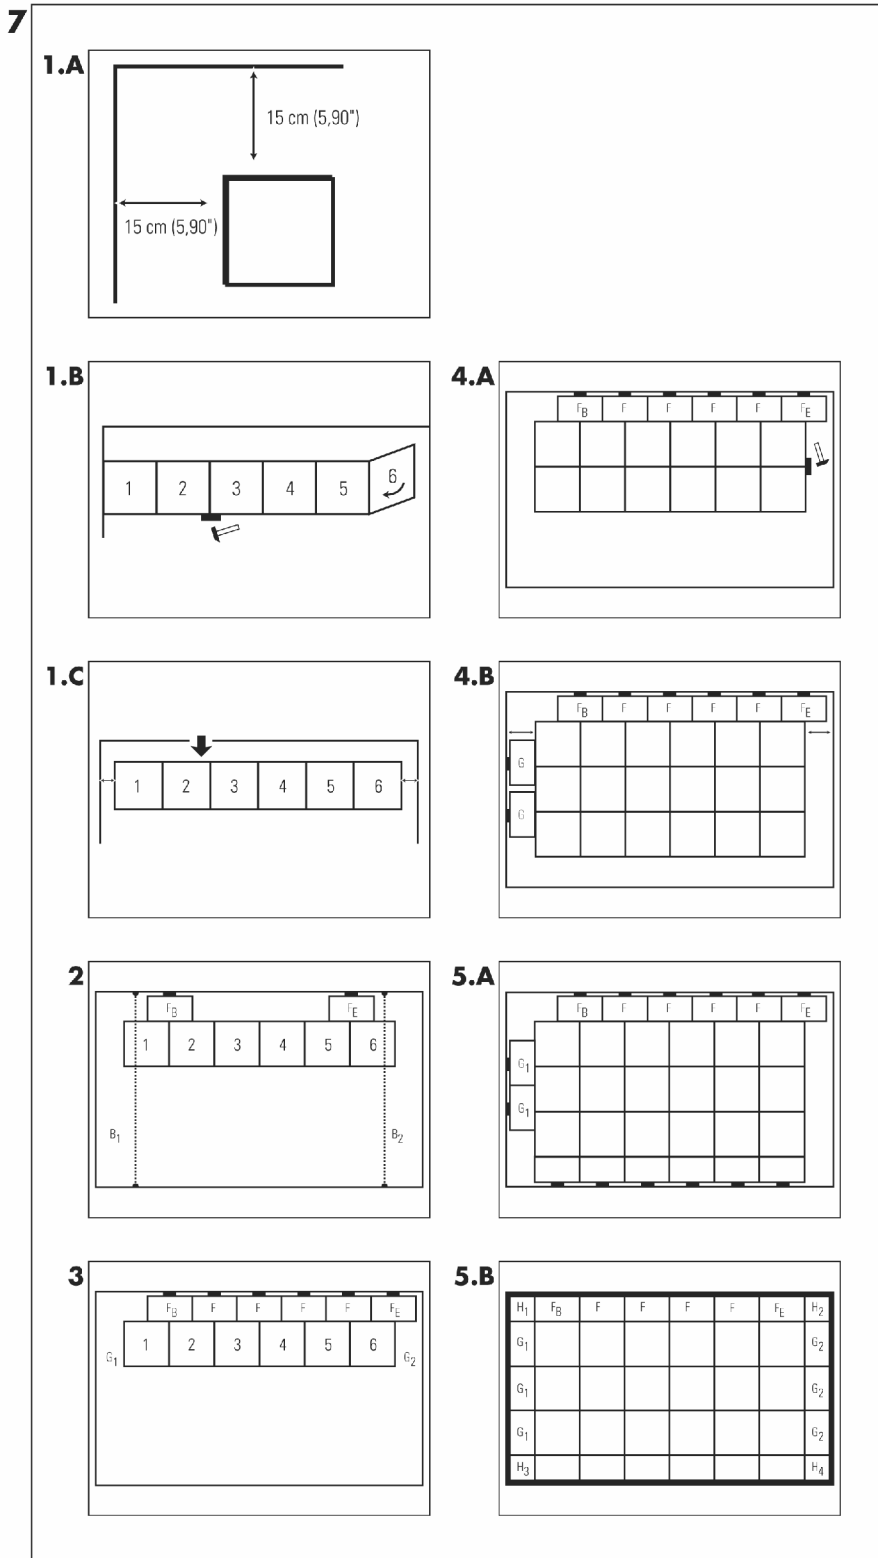 7
1.A
15 cm (5,90")
15 cm (5,90")
1.B
1 2 3 4 5 6
1.C
1 2 3 4 5 6
2
FB FE
1 2 3 4 5 6
B1 B2
3
FB F F F F FE
1 2 3 4 5 6
G1 G2
4.A
FB F F F F FE
4.B
FB F F F F FE
G
G
5.A
FB F F F F FE
G1
G1
5.B
H1 FB F F F F FE H2
G1 G2
G1 G2
G1 G2
H3 H4